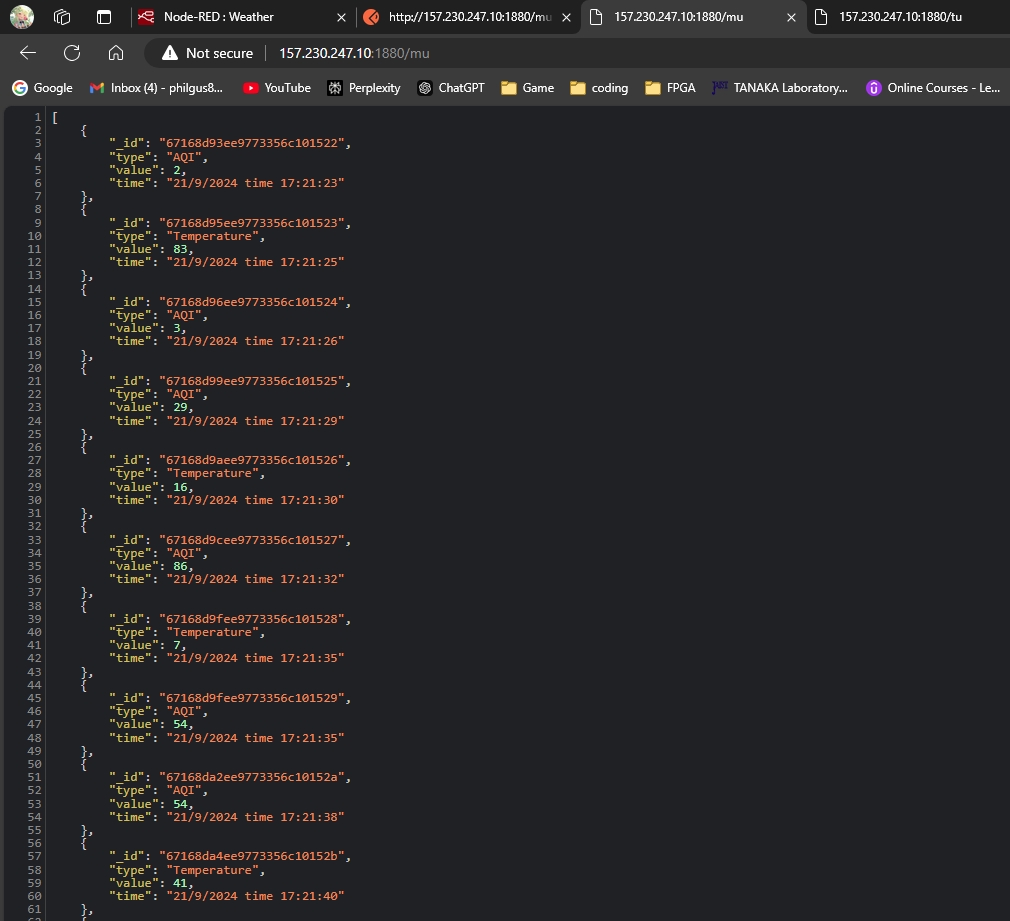 Node-RED : Weather
http://157.230.247.10:1880/mu
157.230.247.10:1880/mu
157.230.247.10:1880/tu
Not secure
157.230.247.10:1880/mu
Google
Inbox (4) - philgus8...
YouTube
Perplexity
ChatGPT
Game
coding
FPGA
TANAKA Laboratory...
Online Courses - Le...
1 [
2 {
3 "_id": "67168d93ee9773356c101522",
4 "type": "AQI",
5 "value": 2,
6 "time": "21/9/2024 time 17:21:23"
7 },
8 {
9 "_id": "67168d95ee9773356c101523",
10 "type": "Temperature",
11 "value": 83,
12 "time": "21/9/2024 time 17:21:25"
13 },
14 {
15 "_id": "67168d96ee9773356c101524",
16 "type": "AQI",
17 "value": 3,
18 "time": "21/9/2024 time 17:21:26"
19 },
20 {
21 "_id": "67168d99ee9773356c101525",
22 "type": "AQI",
23 "value": 29,
24 "time": "21/9/2024 time 17:21:29"
25 },
26 {
27 "_id": "67168d9aee9773356c101526",
28 "type": "Temperature",
29 "value": 16,
30 "time": "21/9/2024 time 17:21:30"
31 },
32 {
33 "_id": "67168d9cee9773356c101527",
34 "type": "AQI",
35 "value": 86,
36 "time": "21/9/2024 time 17:21:32"
37 },
38 {
39 "_id": "67168d9fee9773356c101528",
40 "type": "Temperature",
41 "value": 7,
42 "time": "21/9/2024 time 17:21:35"
43 },
44 {
45 "_id": "67168d9fee9773356c101529",
46 "type": "AQI",
47 "value": 54,
48 "time": "21/9/2024 time 17:21:35"
49 },
50 {
51 "_id": "67168da2ee9773356c10152a",
52 "type": "AQI",
53 "value": 54,
54 "time": "21/9/2024 time 17:21:38"
55 },
56 {
57 "_id": "67168da4ee9773356c10152b",
58 "type": "Temperature",
59 "value": 41,
60 "time": "21/9/2024 time 17:21:40"
61 },